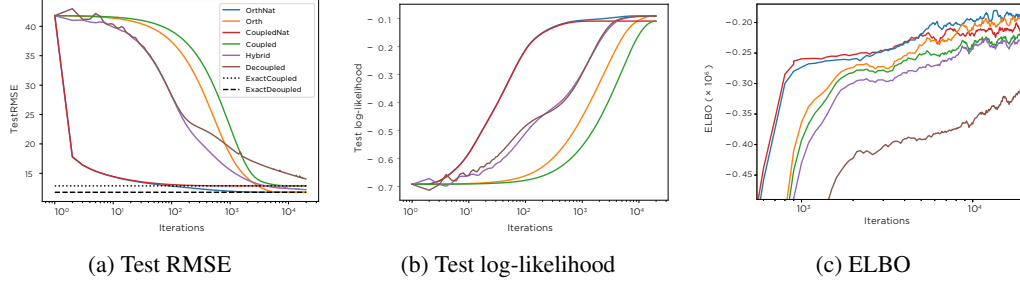 40
35
30
25
20
15
TestRMSE
OrthNat
Orth
CoupledNat
Coupled
Hybrid
Decoupled
ExactCoupled
ExactDeoupled
10⁰
10¹
10²
10³
10⁴
Iterations
− 0.1
− 0.2
− 0.3
− 0.4
− 0.5
− 0.6
− 0.7
Test log-likelihood
10⁰
10¹
10²
10³
10⁴
Iterations
−0.20
−0.25
−0.30
−0.35
−0.40
−0.45
ELBO ( × 10⁶)
10³
10⁴
Iterations
(a) Test RMSE
(b) Test log-likelihood
(c) ELBO